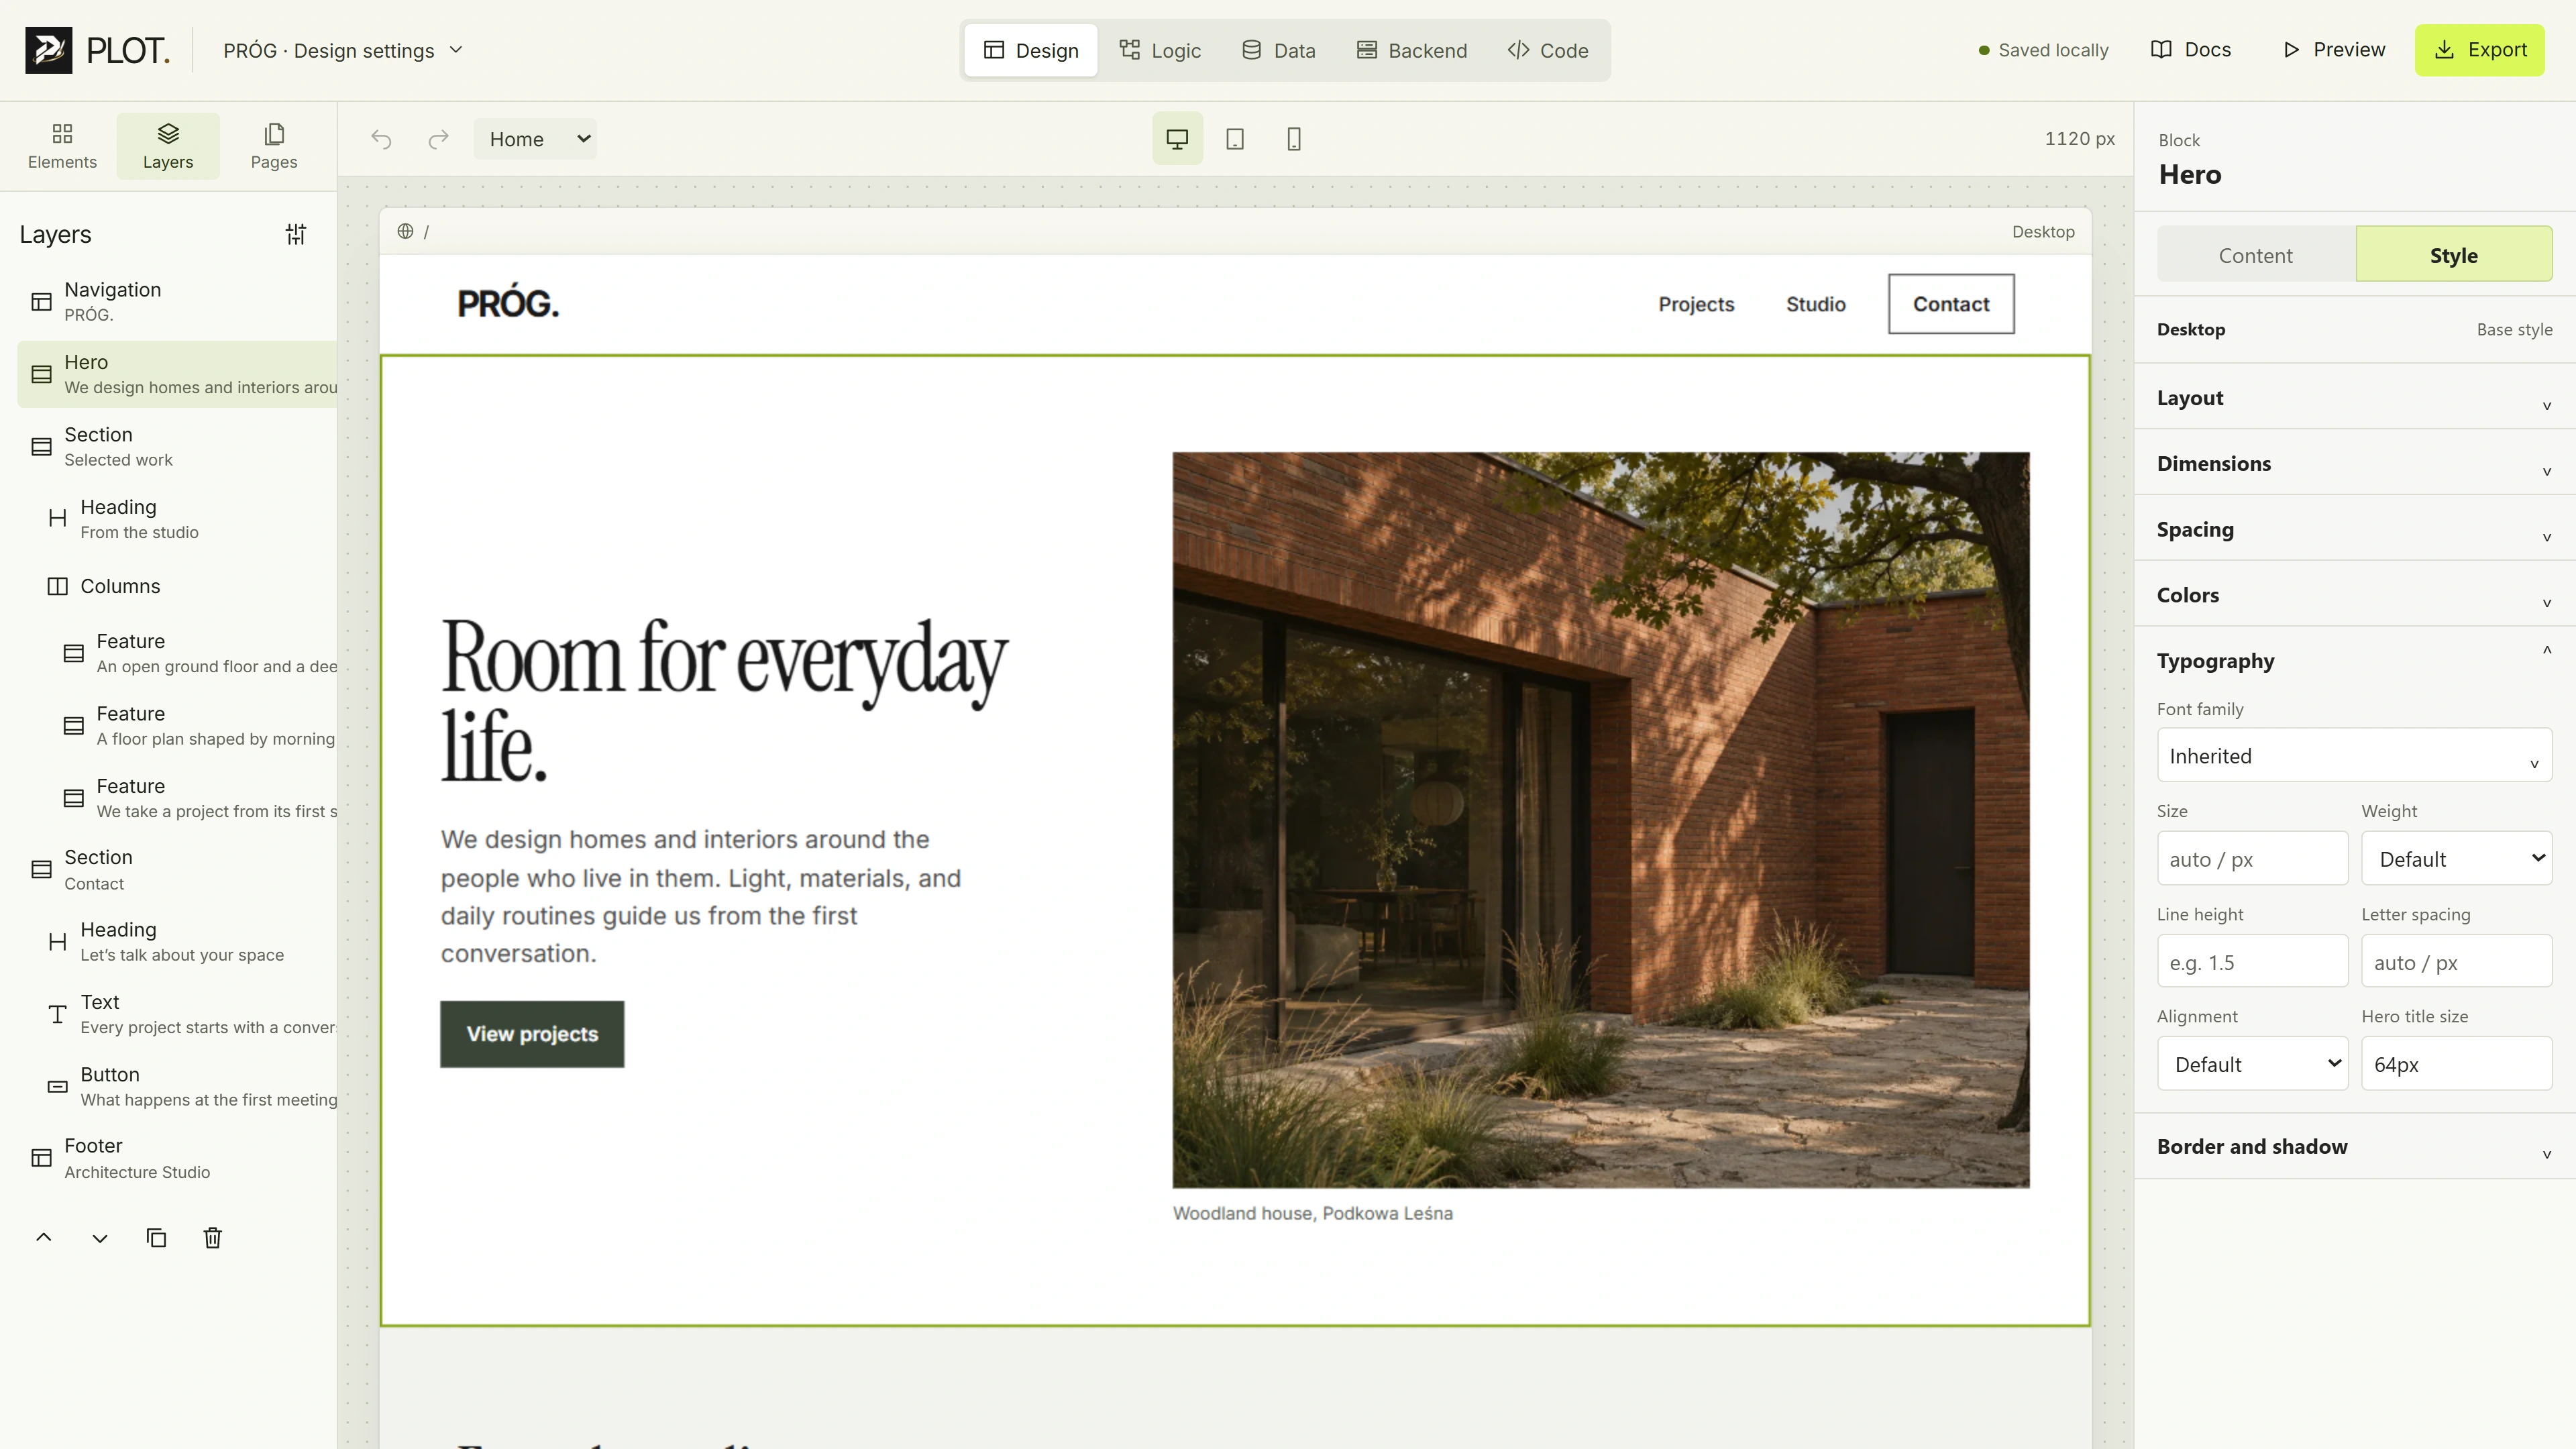 PLOT.
PRÓG · Design settings
Design
Logic
Data
Backend
Code
Saved locally
Docs
Preview
Export
Elements
Layers
Pages
Home
1120 px
Layers
Navigation
PRÓG.
Hero
We design homes and interiors arou
Section
Selected work
Heading
From the studio
Columns
Feature
An open ground floor and a dee
Feature
A floor plan shaped by morning
Feature
We take a project from its first s
Section
Contact
Heading
Let's talk about your space
Text
Every project starts with a conver
Button
What happens at the first meeting
Footer
Architecture Studio
/
Desktop
PRÓG.
Projects
Studio
Contact
Room for everyday
life.
We design homes and interiors around the
people who live in them. Light, materials, and
daily routines guide us from the first
conversation.
View projects
Woodland house, Podkowa Leśna
Block
Hero
Content
Style
Desktop
Base style
Layout
Dimensions
Spacing
Colors
Typography
Font family
Inherited
Size
Weight
auto / px
Default
Line height
Letter spacing
e.g. 1.5
auto / px
Alignment
Hero title size
Default
64px
Border and shadow